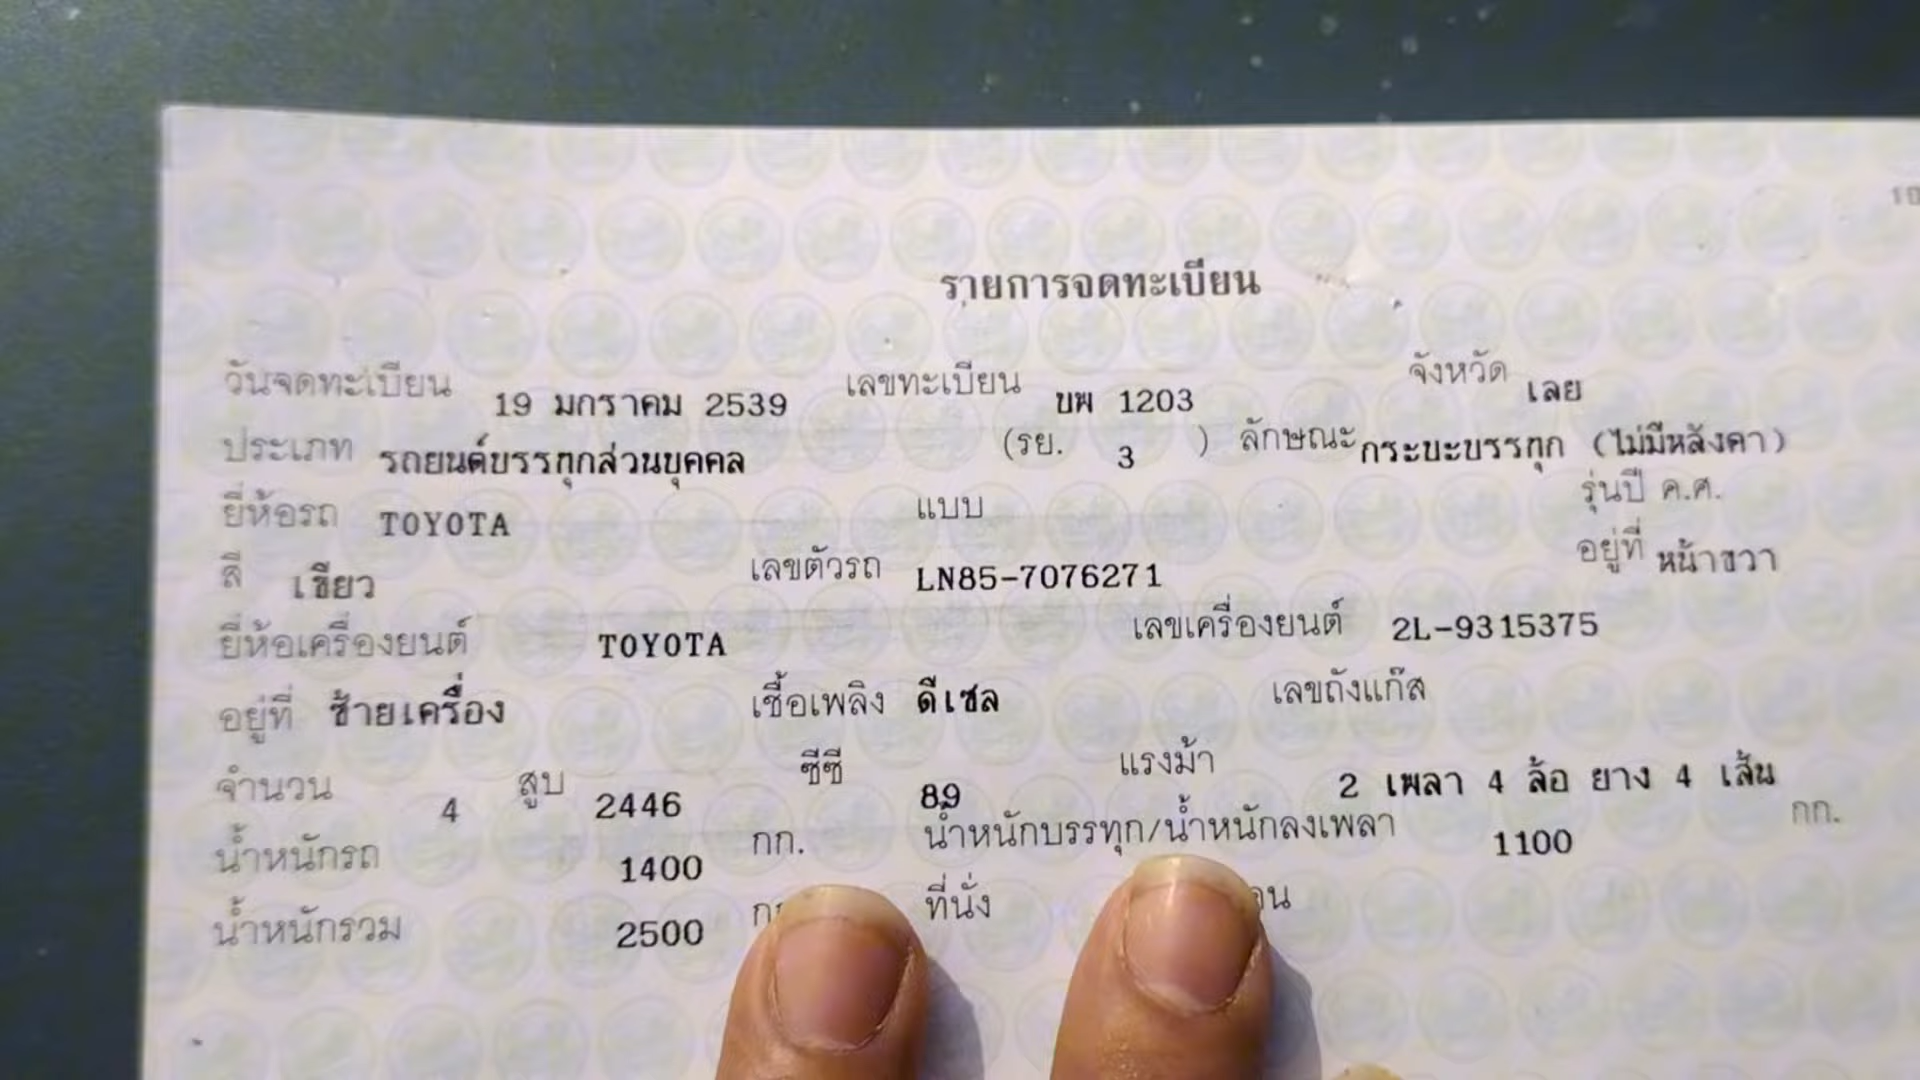 10
รายการจดทะเบียน
วันจดทะเบียน 19 มกราคม 2539 เลขทะเบียน บพ 1203 จังหวัด เลย
ประเภท รถยนต์บรรทุกส่วนบุคคล (รย. 3 ) ลักษณะ กระบะบรรทุก (ไม่มีหลังคา)
ยี่ห้อรถ TOYOTA แบบ รุ่นปี ค.ศ.
สี เขียว เลขตัวรถ LN85-7076271 อยู่ที่ หน้าขวา
ยี่ห้อเครื่องยนต์ TOYOTA เลขเครื่องยนต์ 2L-9315375
อยู่ที่ ซ้ายเครื่อง เชื้อเพลิง ดีเซล เลขถังแก๊ส
จำนวน 4 สูบ 2446 ซีซี 89 แรงม้า 2 เพลา 4 ล้อ ยาง 4 เส้น
น้ำหนักรถ 1400 กก. น้ำหนักบรรทุก/น้ำหนักลงเพลา 1100 กก.
น้ำหนักรวม 2500 ที่นั่ง